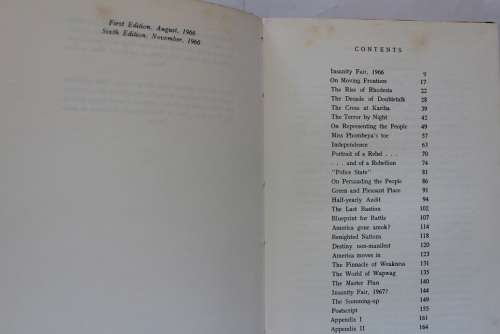 First Edition, August, 1966
Sixth Edition, November, 1966
CONTENTS
Insanity Fair, 1966 9
On Moving Frontiers 17
The Rise of Rhodesia 22
The Decade of Doubletalk 28
The Cross at Kariba 39
The Terror by Night 42
On Representing the People 49
Miss Phombeya's toe 57
Independence 63
Portrait of a Rebel . . . 70
. . . and of a Rebellion 74
"Police State" 81
On Persuading the People 86
Green and Pleasant Place 91
Half-yearly Audit 94
The Last Bastion 102
Blueprint for Battle 107
America gone amok? 114
Benighted Nations 118
Destiny non-manifest 120
America moves in 123
The Pinnacle of Weakness 131
The World of Wapwag 135
The Master Plan 140
Insanity Fair, 1967? 144
The Summing-up 149
Postscript 155
Appendix I 161
Appendix II 164